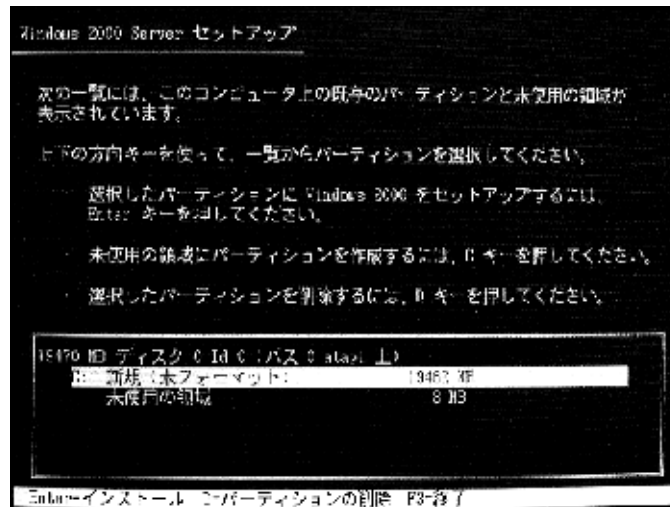 Windows 2000 Server セットアップ
次の一覧には、このコンピュータ上の既存のパーティションと未使用の領域が
表示されています。
上下の方向キーを使って、一覧からパーティションを選択してください。
・ 選択したパーティションに Windows 2000 をセットアップするには、
Enter キーを押してください。
・ 未使用の領域にパーティションを作成するには、C キーを押してください。
・ 選択したパーティションを削除するには、D キーを押してください。
19470 MB ディスク 0 Id 0 (バス 0 atapi 上)
C: 新規 (未フォーマット) 19462 MB
未使用の領域 8 MB
Enter=インストール D=パーティションの削除 F3=終了